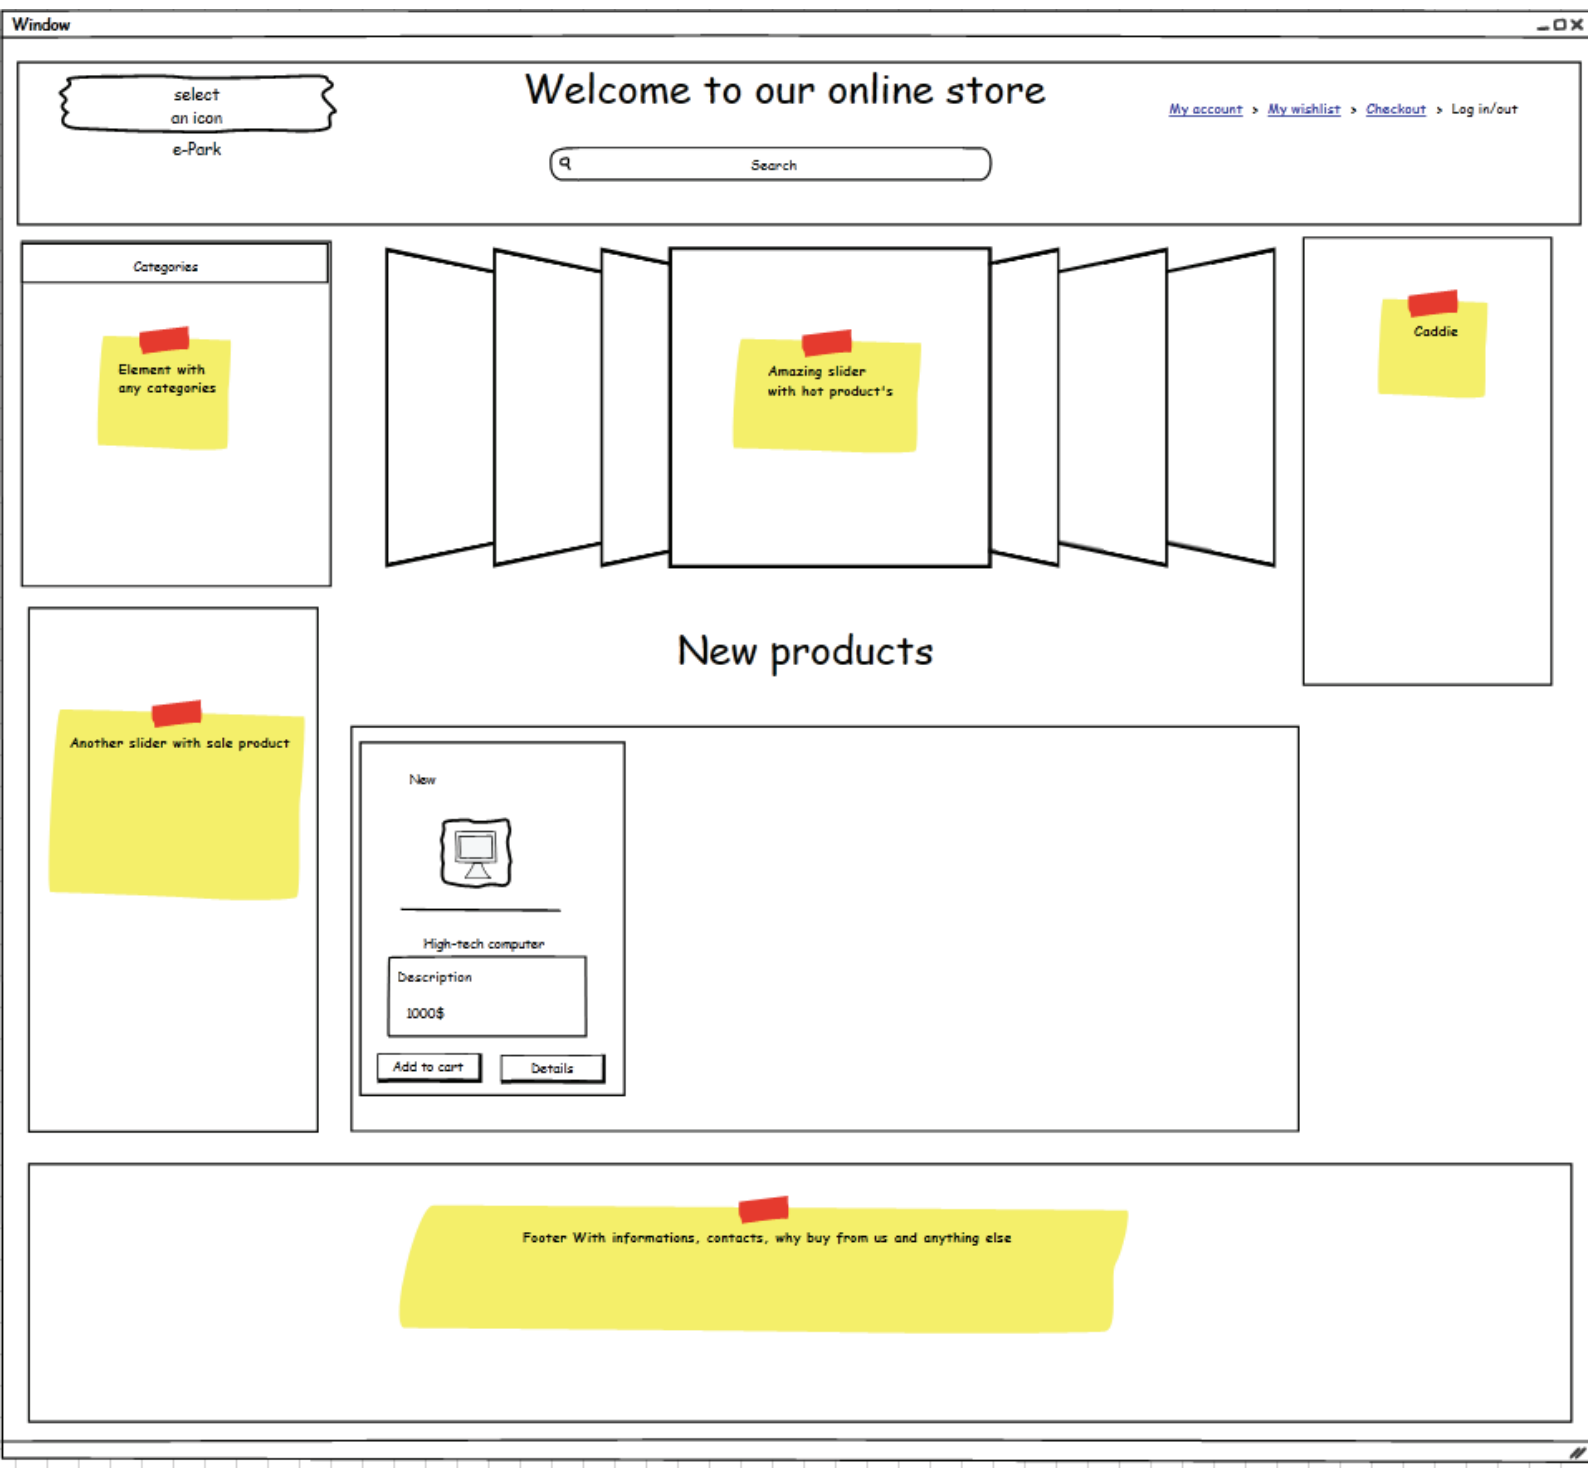 Window
select
an icon
e-Park
Welcome to our online store
Search
My account > My wishlist > Checkout > Log in/out
Categories
Element with
any categories
Amazing slider
with hot product's
Caddie
New products
Another slider with sale product
New
High-tech computer
Description
1000$
Add to cart
Details
Footer With informations, contacts, why buy from us and anything else